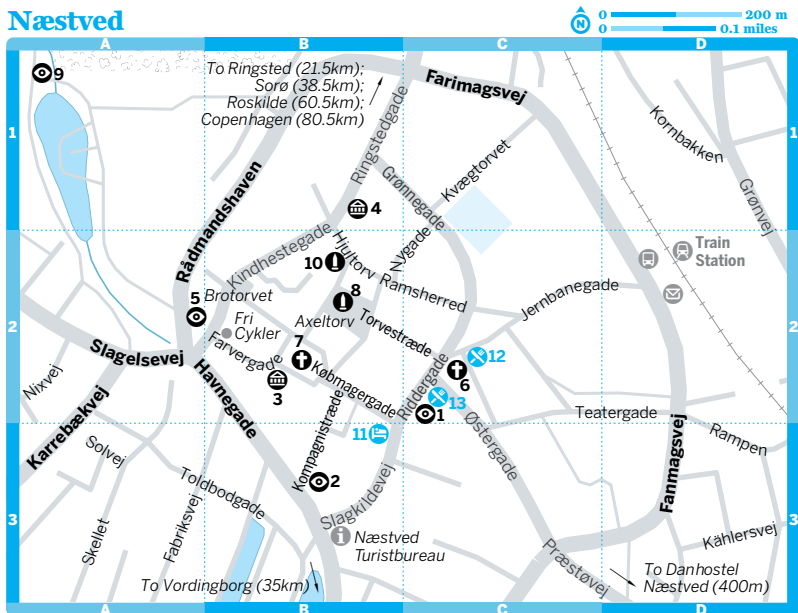 Næstved
0 200 m
0 0.1 miles
N
A B C D
1
2
3
1
2
3
A B C D
9
To Ringsted (21.5km);
Sorø (38.5km);
Roskilde (60.5km);
Copenhagen (80.5km)
Farimagsvej
Ringstedgade
Kornbakken
Grønvej
Kvægtorvet
Grønnegade
4
Rådmandshaven
Kindhestegade
Hjultorv
10
Nygade
Ramsherred
Train
Station
5
Brotorvet
8
Axeltorv
Jernbanegade
Fri
Cykler
Torvestræde
7
Farvergade
Slagelsevej
12
6
Nixvej
Havnegade
3
Købmagergade
Riddergade
13
1
Østergade
Teatergade
Karrebækvej
Kompagnistræde
11
Rampen
Solvej
Fanmagsvej
Toldbodgade
2
Skellet
Fabriksvej
Slagkildevej
Næstved
Turistbureau
Kählersvej
Præstøvej
To Vordingborg (35km)
To Danhostel
Næstved (400m)